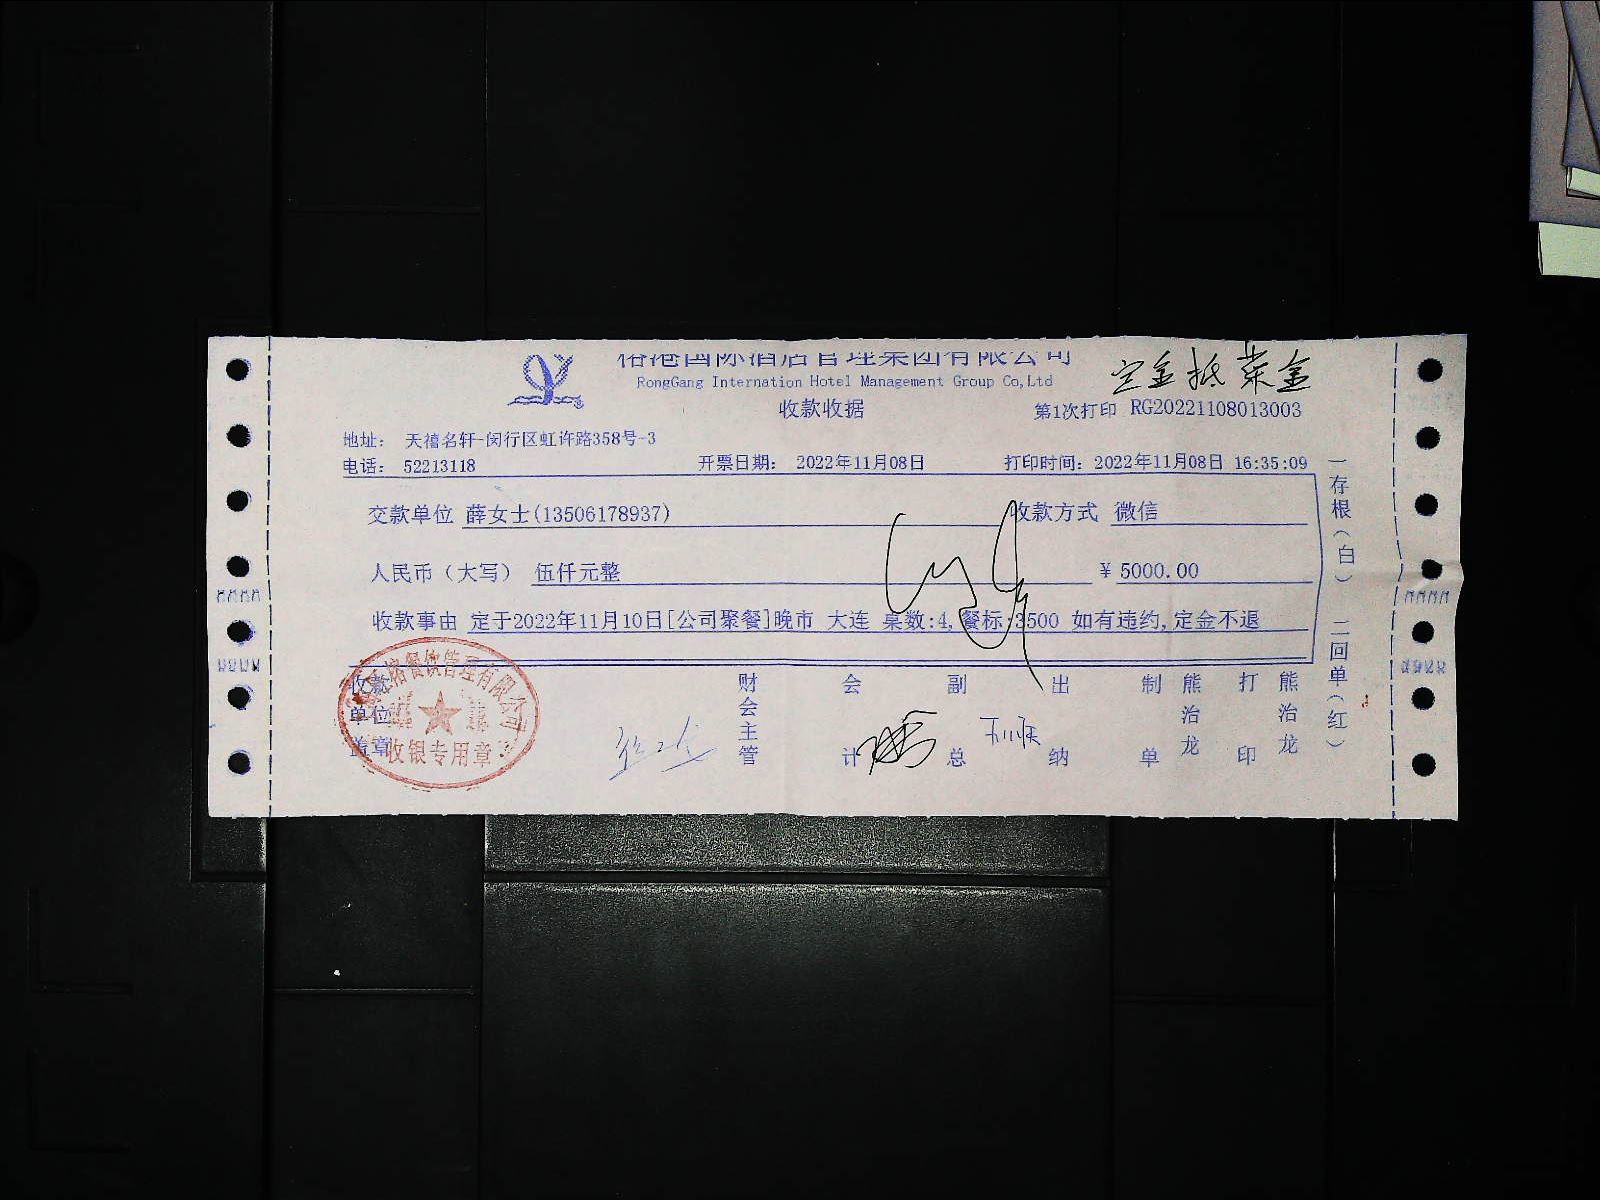 榕港国际酒店管理集团有限公司
RongGang Internation Hotel Management Group Co,Ltd
定金抵菜金
收款收据
第1次打印 RG20221108013003
地址： 天禧名轩-闵行区虹许路358号-3
电话： 52213118 开票日期： 2022年11月08日 打印时间：2022年11月08日 16:35:09
交款单位 薛女士(13506178937) 收款方式 微信
人民币（大写） 伍仟元整 ￥5000.00
收款事由 定于2022年11月10日[公司聚餐]晚市 大连 桌数:4,餐标:3500 如有违约,定金不退
收款单位盖章
财会主管
会计
副总
出纳
制单
熊治龙
打印
熊治龙
一存根（白） 二回单（红）
餐饮管理有限公司
收银专用章